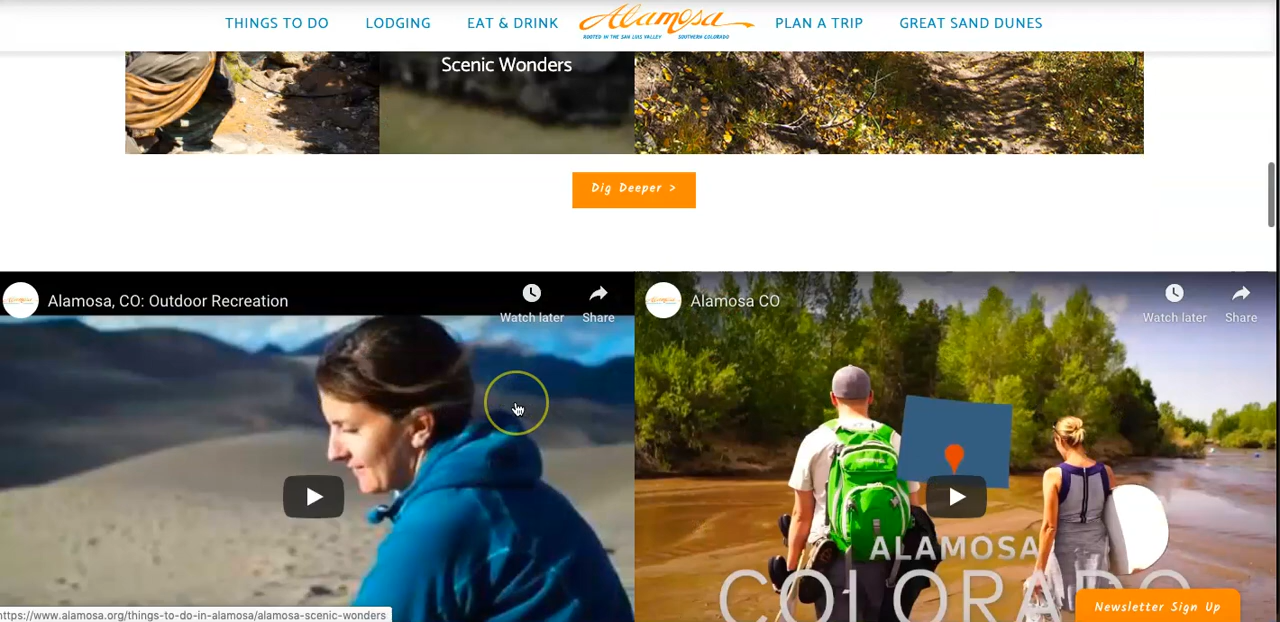 THINGS TO DO
LODGING
EAT & DRINK
Alamosa
ROOTED IN THE SAN LUIS VALLEY SOUTHERN COLORADO
PLAN A TRIP
GREAT SAND DUNES
Scenic Wonders
Dig Deeper >
Alamosa, CO: Outdoor Recreation
Watch later
Share
Alamosa CO
Watch later
Share
ALAMOSA
COLORADO
Newsletter Sign Up
https://www.alamosa.org/things-to-do-in-alamosa/alamosa-scenic-wonders